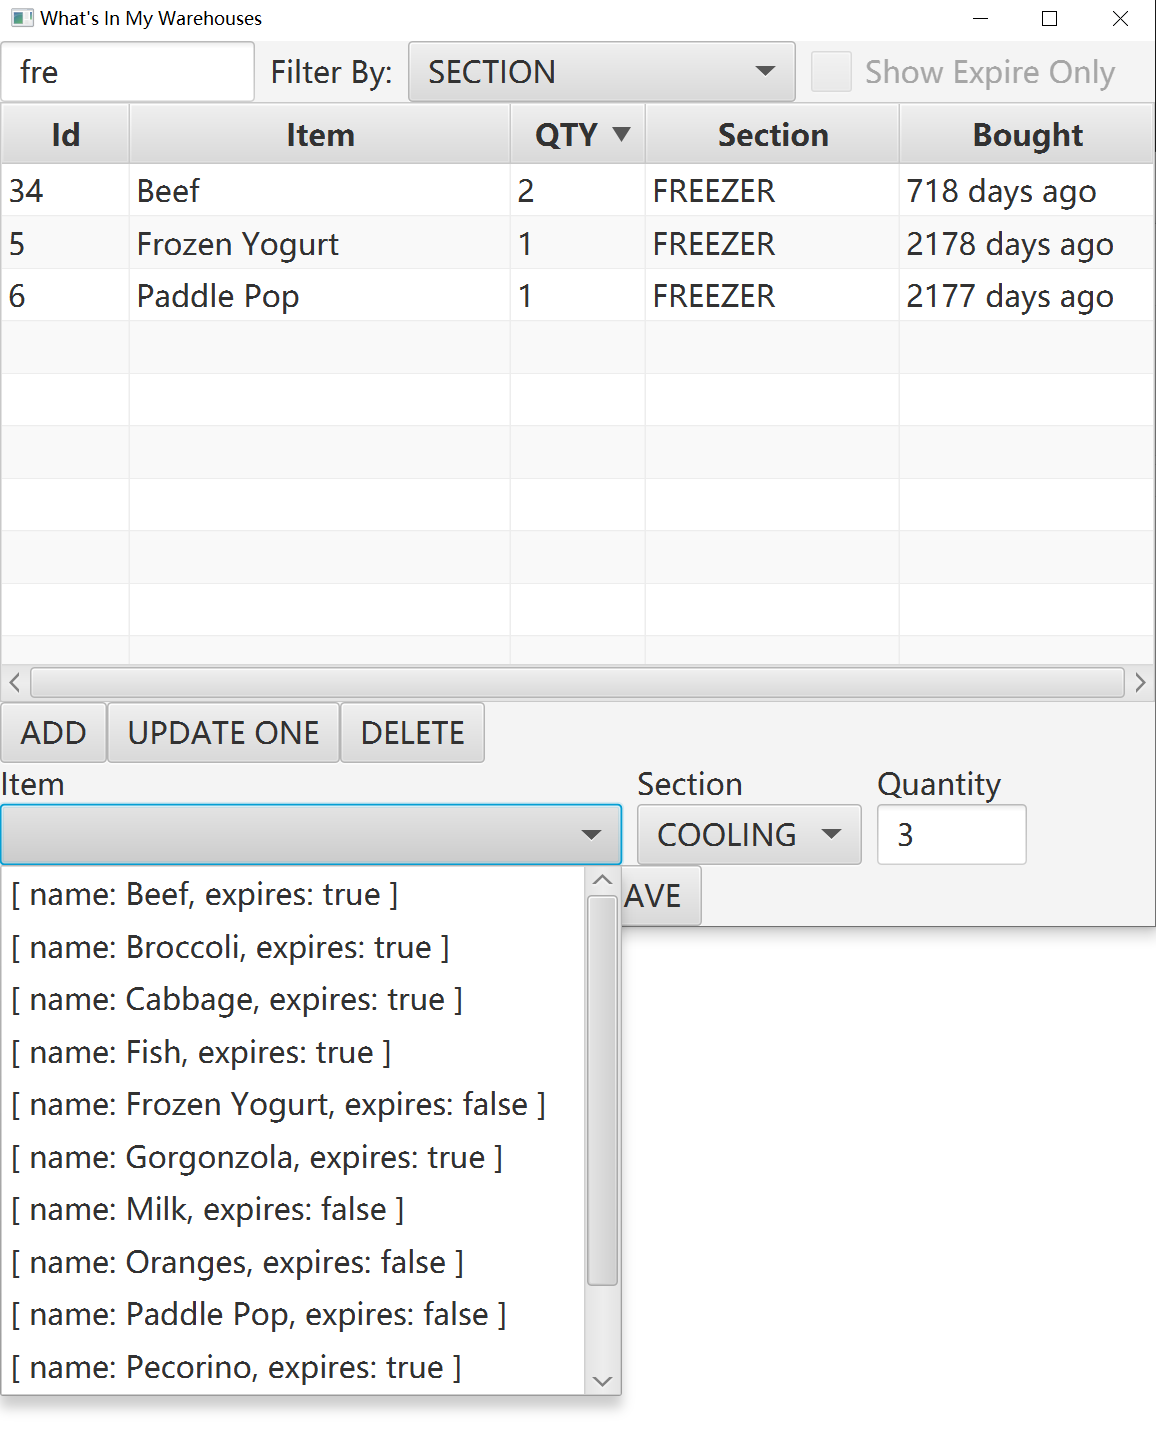 What's In My Warehouses
fre Filter By: SECTION Show Expire Only
Id Item QTY Section Bought
34 Beef 2 FREEZER 718 days ago
5 Frozen Yogurt 1 FREEZER 2178 days ago
6 Paddle Pop 1 FREEZER 2177 days ago
ADD UPDATE ONE DELETE
Item Section Quantity
COOLING 3
AVE
[ name: Beef, expires: true ]
[ name: Broccoli, expires: true ]
[ name: Cabbage, expires: true ]
[ name: Fish, expires: true ]
[ name: Frozen Yogurt, expires: false ]
[ name: Gorgonzola, expires: true ]
[ name: Milk, expires: false ]
[ name: Oranges, expires: false ]
[ name: Paddle Pop, expires: false ]
[ name: Pecorino, expires: true ]